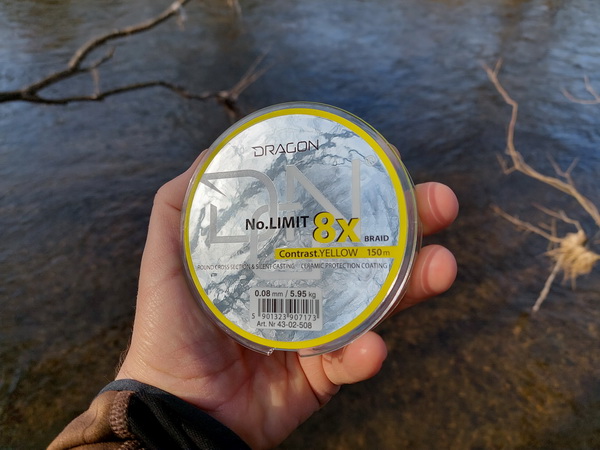 DRAGON
No.LIMIT 8x BRAID
Contrast.YELLOW 150m
ROUND CROSS SECTION & SILENT CASTING CERAMIC PROTECTION COATING
0.08 mm / 5.95 kg
5 901323 907173
Art. Nr 43-02-508